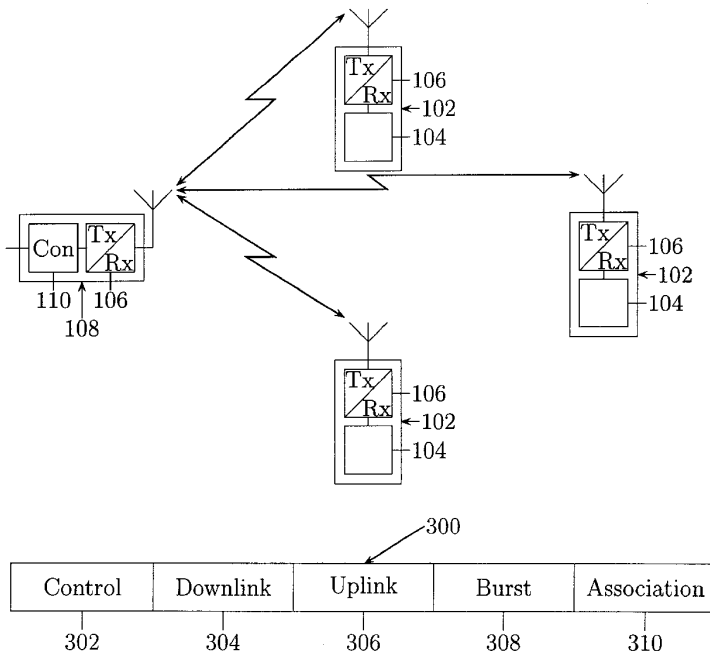 Tx
Rx
106
102
104
Con
Tx
Rx
110
106
108
Tx
Rx
106
102
104
Tx
Rx
106
102
104
300
Control Downlink Uplink Burst Association
302 304 306 308 310